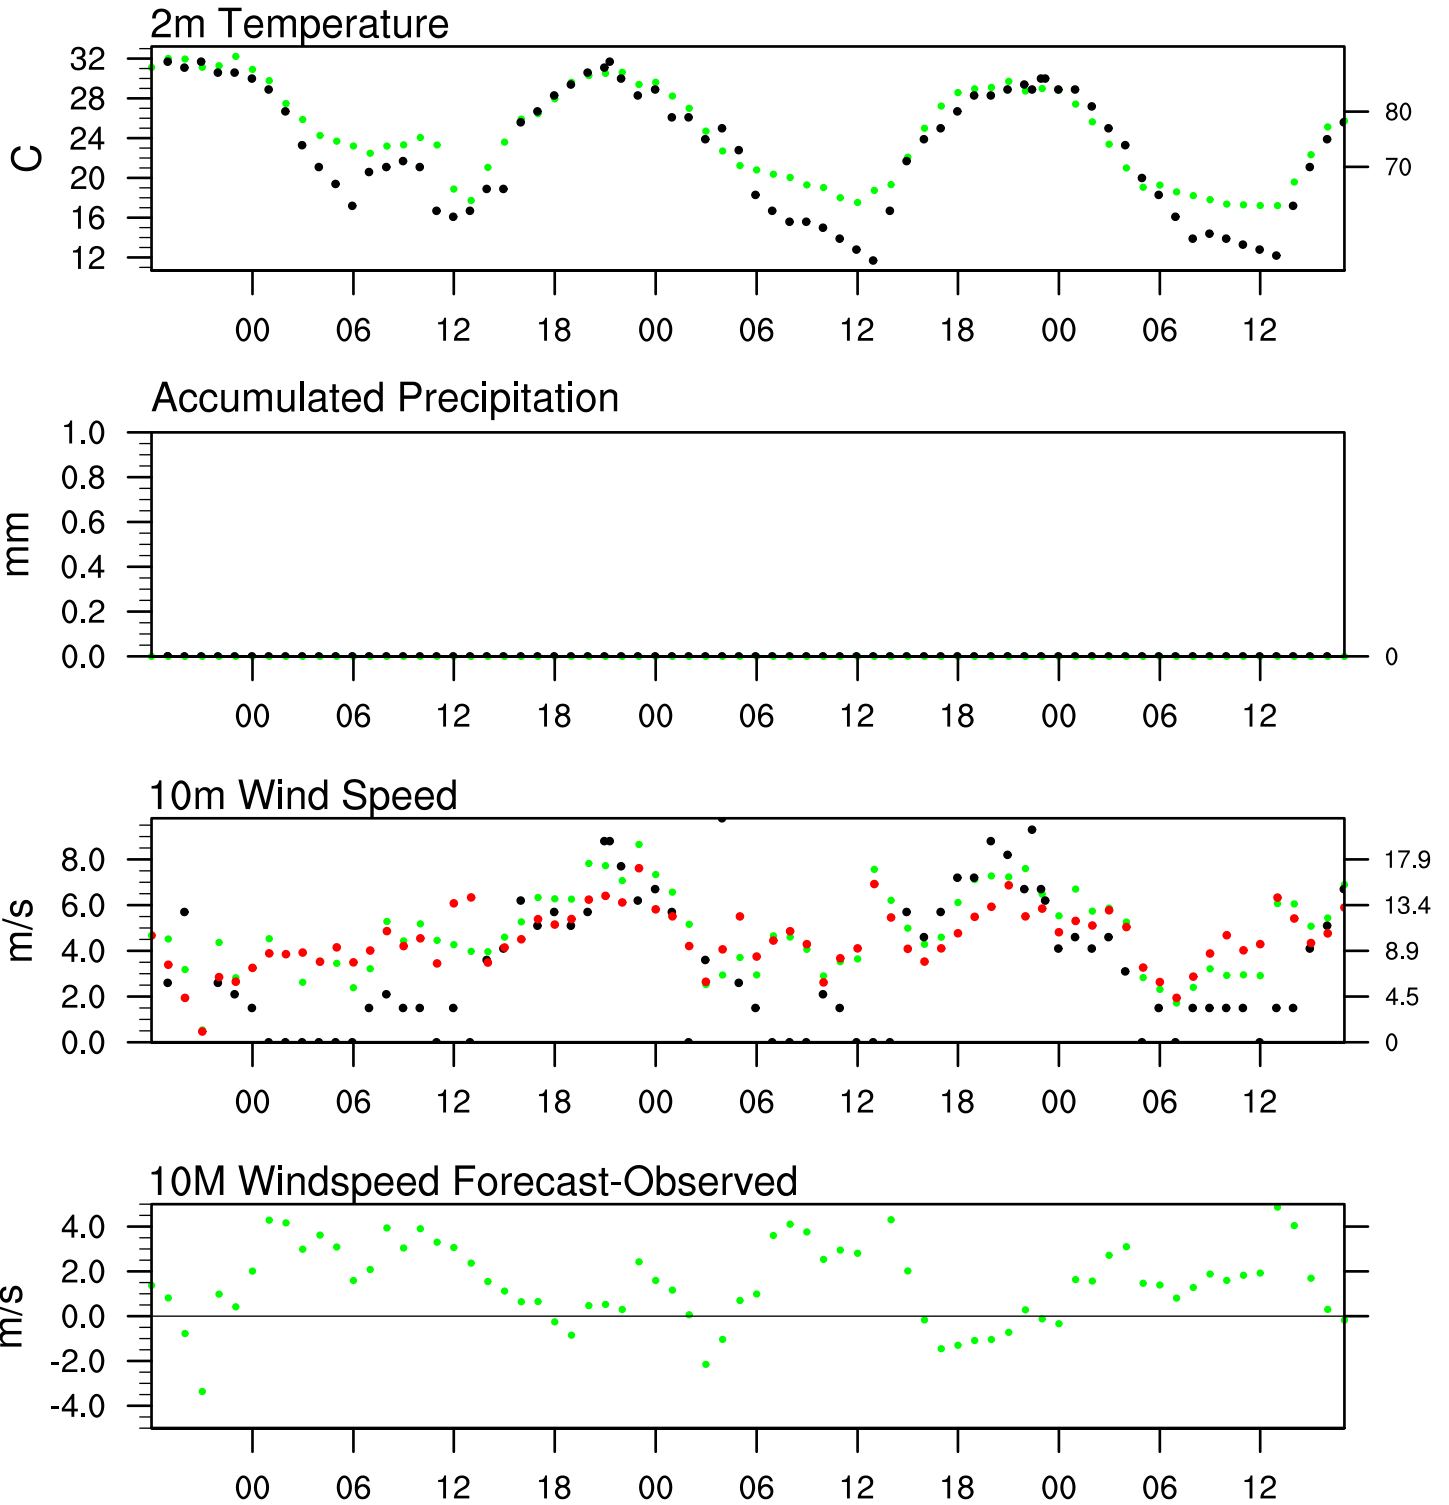 2m Temperature
32
28
24
20
16
12
C
80
70
00 06 12 18 00 06 12 18 00 06 12
Accumulated Precipitation
1.0
0.8
0.6
0.4
0.2
0.0
mm
0
00 06 12 18 00 06 12 18 00 06 12
10m Wind Speed
8.0
6.0
4.0
2.0
0.0
m/s
17.9
13.4
8.9
4.5
0
00 06 12 18 00 06 12 18 00 06 12
10M Windspeed Forecast-Observed
4.0
2.0
0.0
-2.0
-4.0
m/s
00 06 12 18 00 06 12 18 00 06 12